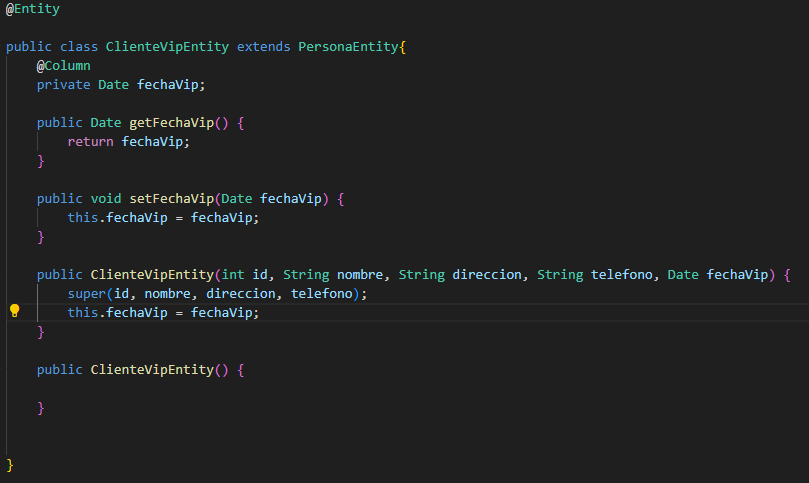 @Entity
public class ClienteVipEntity extends PersonaEntity{
@Column
private Date fechaVip;
public Date getFechaVip() {
return fechaVip;
}
public void setFechaVip(Date fechaVip) {
this.fechaVip = fechaVip;
}
public ClienteVipEntity(int id, String nombre, String direccion, String telefono, Date fechaVip) {
super(id, nombre, direccion, telefono);
this.fechaVip = fechaVip;
}
public ClienteVipEntity() {
}
}